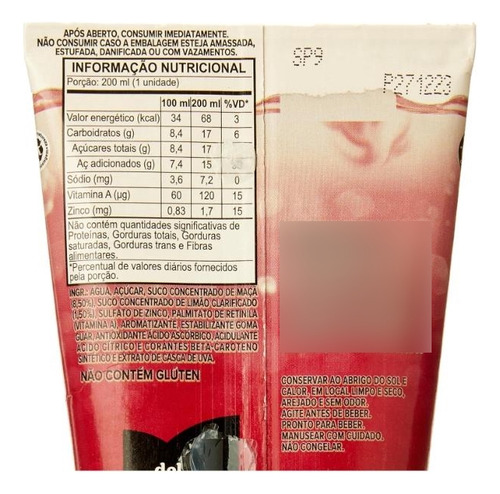 APÓS ABERTO, CONSUMIR IMEDIATAMENTE.
NÃO CONSUMIR CASO A EMBALAGEM ESTEJA AMASSADA,
ESTUFADA, DANIFICADA OU COM VAZAMENTOS.
INFORMAÇÃO NUTRICIONAL
Porção: 200 ml (1 unidade)
100 ml 200 ml %VD*
Valor energético (kcal) 34 68 3
Carboidratos (g) 8,4 17 6
Açúcares totais (g) 8,4 17
Aç adicionados (g) 7,4 15
Sódio (mg) 3,6 7,2 0
Vitamina A (µg) 60 120 15
Zinco (mg) 0,83 1,7 15
Não contém quantidades significativas de
Proteínas, Gorduras totais, Gorduras
saturadas, Gorduras trans e Fibras
alimentares.
*Percentual de valores diários fornecidos
pela porção.
INGR.: ÁGUA, AÇÚCAR, SUCO CONCENTRADO DE MAÇÃ
(8,50%), SUCO CONCENTRADO DE LIMÃO CLARIFICADO
(1,50%), SULFATO DE ZINCO, PALMITATO DE RETINILA
(VITAMINA A), AROMATIZANTE, ESTABILIZANTE GOMA
GUAR, ANTIOXIDANTE ÁCIDO ASCÓRBICO, ACIDULANTE
ÁCIDO CÍTRICO E CORANTES BETA-CAROTENO
SINTÉTICO E EXTRATO DE CASCA DE UVA.
NÃO CONTÉM GLÚTEN
SP9
P271223
CONSERVAR AO ABRIGO DO SOL E
CALOR, EM LOCAL LIMPO E SECO,
AREJADO E SEM ODOR.
AGITE ANTES DE BEBER.
PRONTO PARA BEBER.
MANUSEAR COM CUIDADO.
NÃO CONGELAR.
del